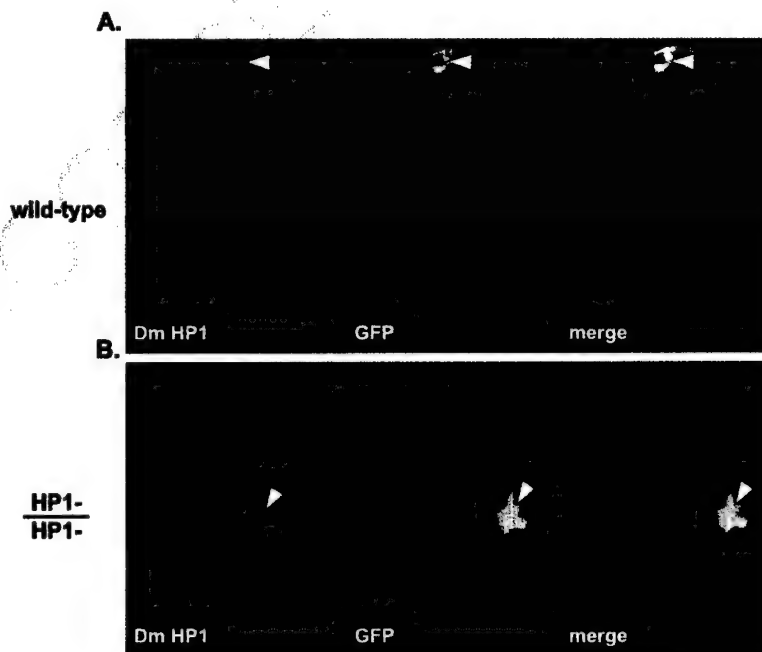 A.
wild-type
Dm HP1 GFP merge
B.
HP1-
HP1-
Dm HP1 GFP merge